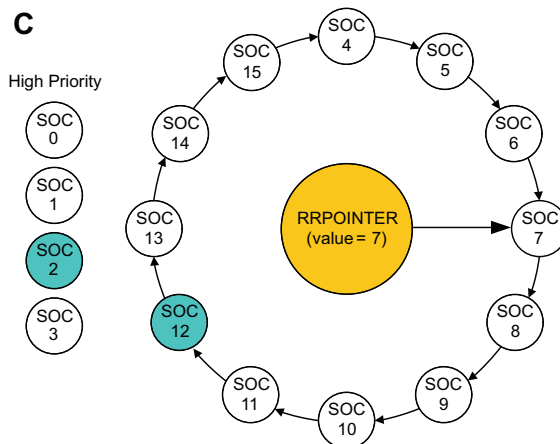 C
High Priority
SOC
0
SOC
1
SOC
2
SOC
3
SOC
4
SOC
5
SOC
6
SOC
7
SOC
8
SOC
9
SOC
10
SOC
11
SOC
12
SOC
13
SOC
14
SOC
15
RRPOINTER
(value = 7)